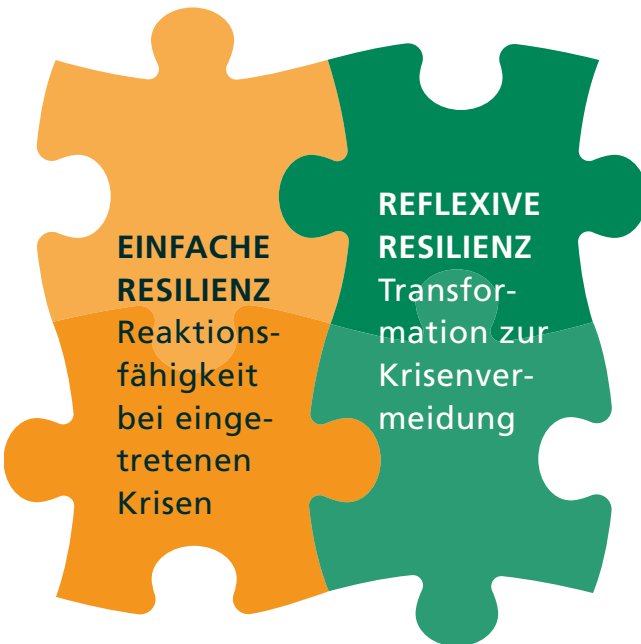 EINFACHE
RESILIENZ
Reaktions-
fähigkeit
bei einge-
tretenen
Krisen
REFLEXIVE
RESILIENZ
Transfor-
mation zur
Krisenver-
meidung